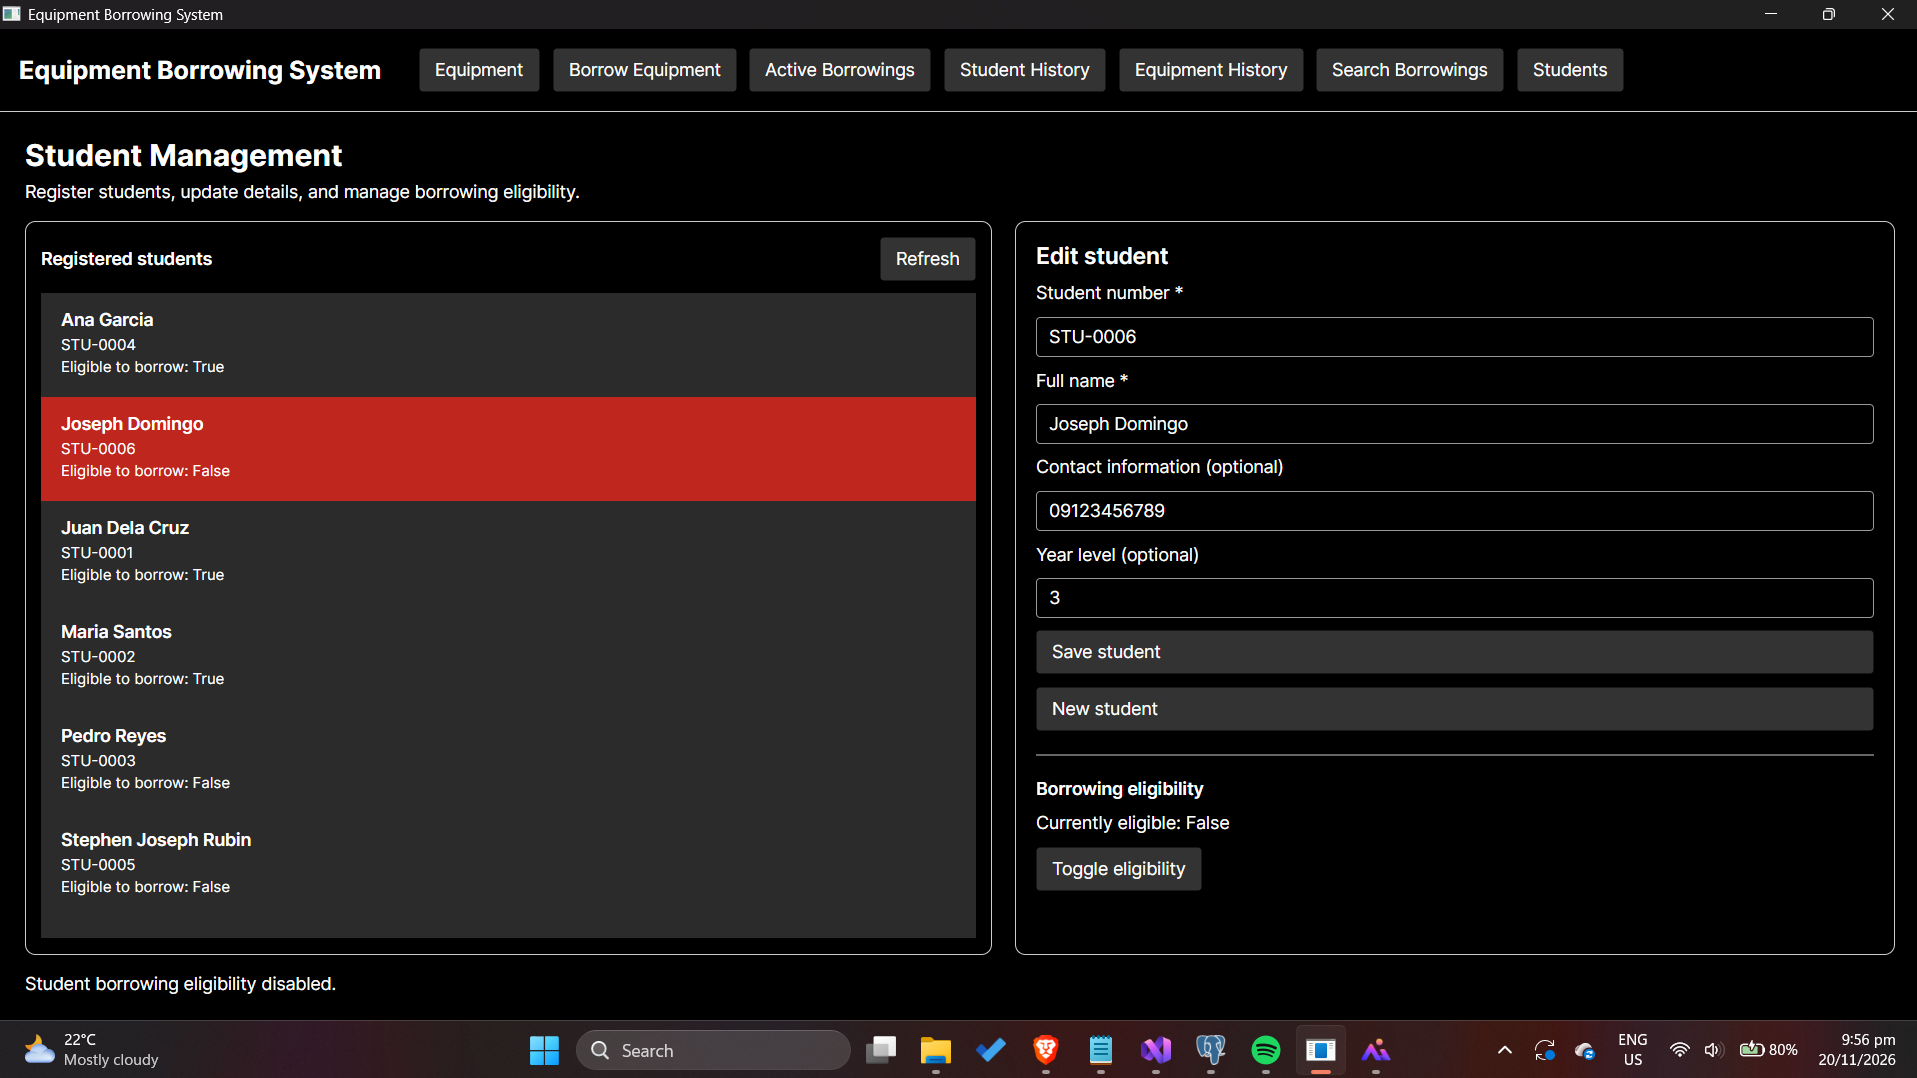 Equipment Borrowing System
Equipment Borrowing System
Equipment
Borrow Equipment
Active Borrowings
Student History
Equipment History
Search Borrowings
Students
Student Management
Register students, update details, and manage borrowing eligibility.
Registered students
Refresh
Ana Garcia
STU-0004
Eligible to borrow: True
Joseph Domingo
STU-0006
Eligible to borrow: False
Juan Dela Cruz
STU-0001
Eligible to borrow: True
Maria Santos
STU-0002
Eligible to borrow: True
Pedro Reyes
STU-0003
Eligible to borrow: False
Stephen Joseph Rubin
STU-0005
Eligible to borrow: False
Edit student
Student number *
STU-0006
Full name *
Joseph Domingo
Contact information (optional)
09123456789
Year level (optional)
3
Save student
New student
Borrowing eligibility
Currently eligible: False
Toggle eligibility
Student borrowing eligibility disabled.
22°C
Mostly cloudy
Search
ENG
US
80%
9:56 pm
20/11/2026